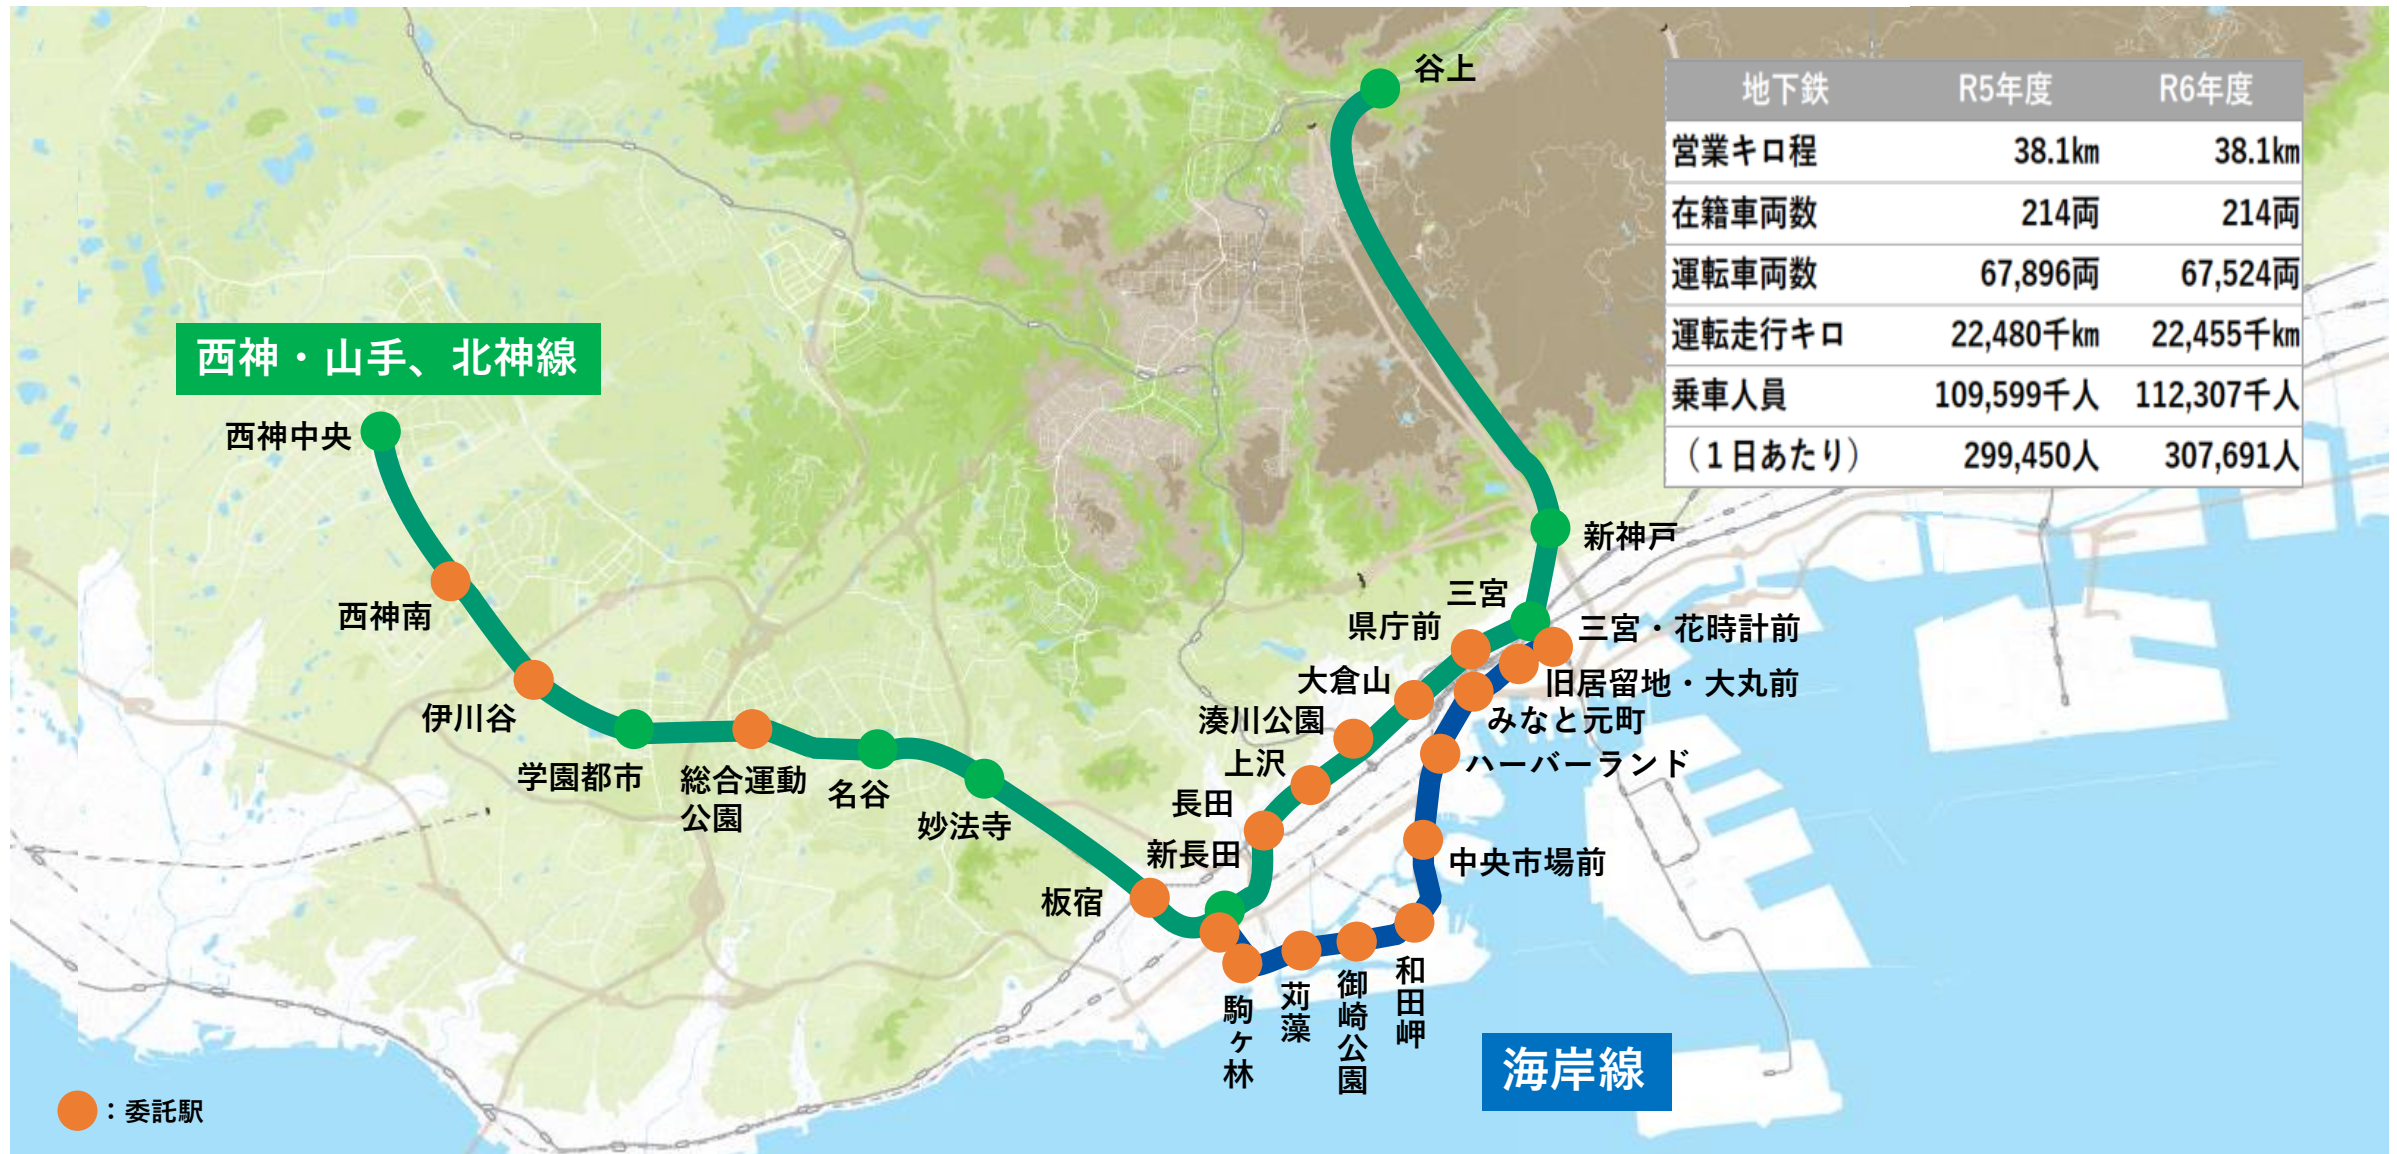 谷上
地下鉄 R5年度 R6年度
営業キロ程 38.1㎞ 38.1㎞
在籍車両数 214両 214両
運転車両数 67,896両 67,524両
運転走行キロ 22,480千㎞ 22,455千㎞
乗車人員 109,599千人 112,307千人
（１日あたり） 299,450人 307,691人
西神・山手、北神線
西神中央
西神南
伊川谷
学園都市
総合運動
公園
名谷
妙法寺
板宿
新長田
長田
上沢
湊川公園
大倉山
県庁前
三宮
新神戸
三宮・花時計前
旧居留地・大丸前
みなと元町
ハーバーランド
中央市場前
和田岬
御崎公園
苅藻
駒ヶ林
海岸線
：委託駅